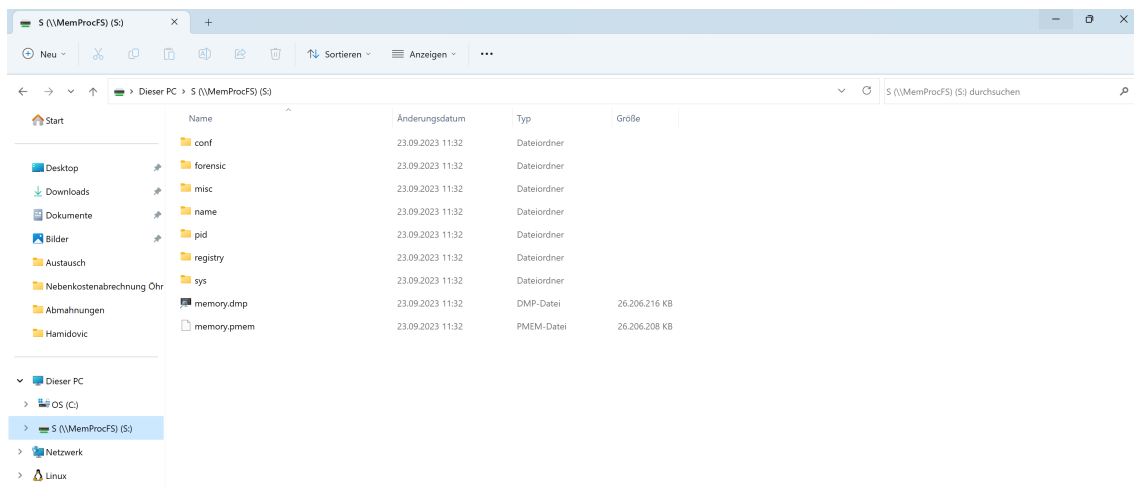 S (\\MemProcFS) (S:)
Neu
Sortieren
Anzeigen
Dieser PC > S (\\MemProcFS) (S:)
S (\\MemProcFS) (S:) durchsuchen
Start
Desktop
Downloads
Dokumente
Bilder
Austausch
Nebenkostenabrechnung Öhr
Abmahnungen
Hamidovic
Dieser PC
OS (C:)
S (\\MemProcFS) (S:)
Netzwerk
Linux
Name Änderungsdatum Typ Größe
conf 23.09.2023 11:32 Dateiordner
forensic 23.09.2023 11:32 Dateiordner
misc 23.09.2023 11:32 Dateiordner
name 23.09.2023 11:32 Dateiordner
pid 23.09.2023 11:32 Dateiordner
registry 23.09.2023 11:32 Dateiordner
sys 23.09.2023 11:32 Dateiordner
memory.dmp 23.09.2023 11:32 DMP-Datei 26.206.216 KB
memory.pmem 23.09.2023 11:32 PMEM-Datei 26.206.208 KB